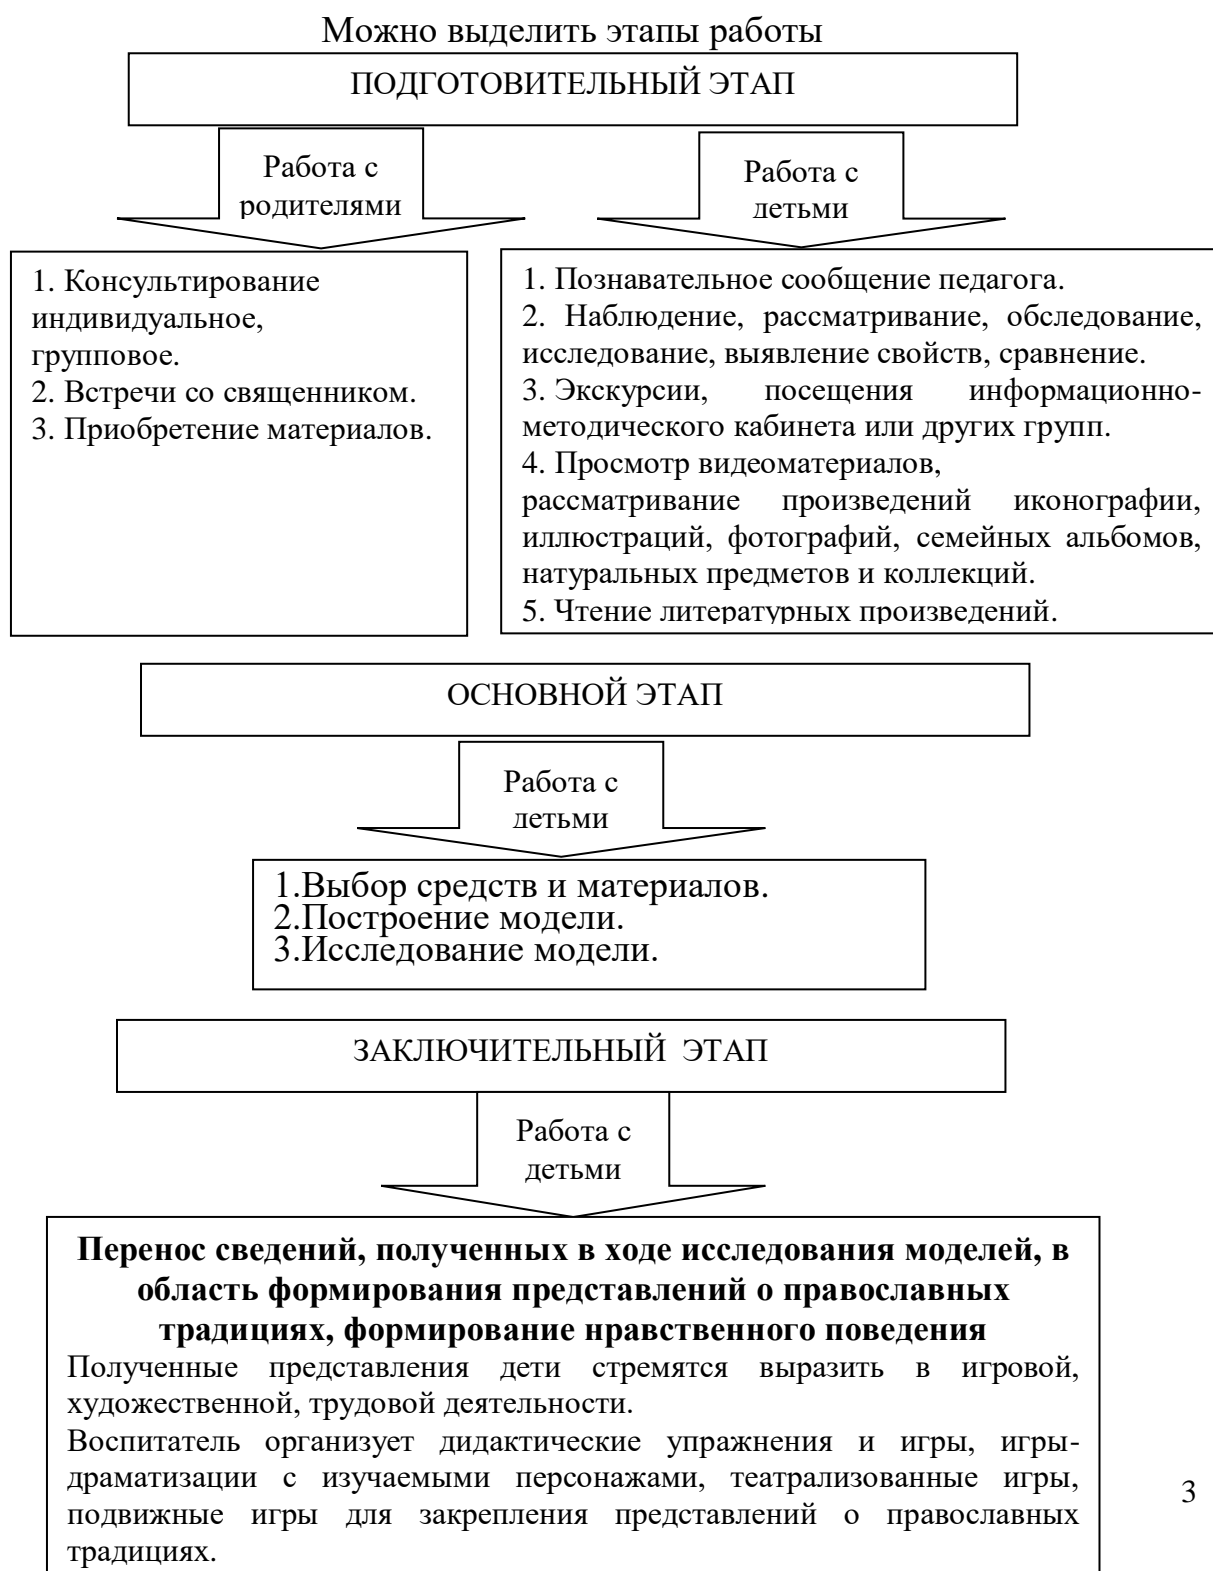 Можно выделить этапы работы
ПОДГОТОВИТЕЛЬНЫЙ ЭТАП
Работа с
родителями
Работа с
детьми
1. Консультирование
индивидуальное,
групповое.
2. Встречи со священником.
3. Приобретение материалов.
1. Познавательное сообщение педагога.
2. Наблюдение, рассматривание, обследование,
исследование, выявление свойств, сравнение.
3. Экскурсии, посещения информационно-
методического кабинета или других групп.
4. Просмотр видеоматериалов,
рассматривание произведений иконографии,
иллюстраций, фотографий, семейных альбомов,
натуральных предметов и коллекций.
5. Чтение литературных произведений.
ОСНОВНОЙ ЭТАП
Работа с
детьми
1.Выбор средств и материалов.
2.Построение модели.
3.Исследование модели.
ЗАКЛЮЧИТЕЛЬНЫЙ ЭТАП
Работа с
детьми
Перенос сведений, полученных в ходе исследования моделей, в
область формирования представлений о православных
традициях, формирование нравственного поведения
Полученные представления дети стремятся выразить в игровой,
художественной, трудовой деятельности.
Воспитатель организует дидактические упражнения и игры, игры-
драматизации с изучаемыми персонажами, театрализованные игры,
подвижные игры для закрепления представлений о православных
традициях.
3